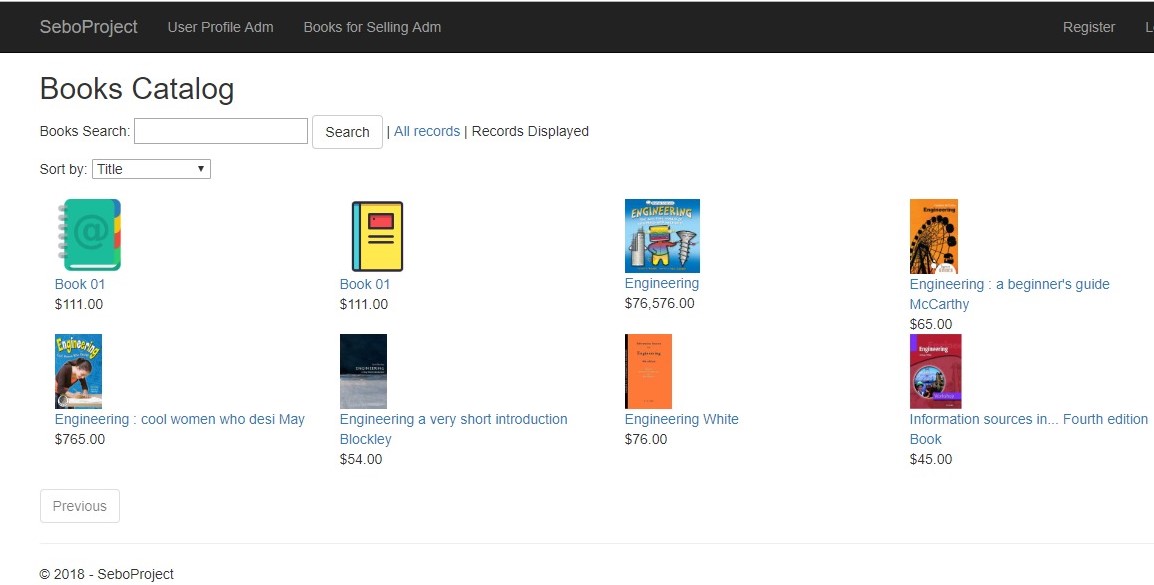 SeboProject User Profile Adm Books for Selling Adm Register L
Books Catalog
Books Search: Search | All records | Records Displayed
Sort by: Title
@
ENGINEERING
Engineering
Book 01
$111.00
Book 01
$111.00
Engineering
$76,576.00
Engineering : a beginner's guide
McCarthy
$65.00
Engineering
ENGINEERING
Engineering
Engineering
Engineering : cool women who desi May
$765.00
Engineering a very short introduction
Blockley
$54.00
Engineering White
$76.00
Information sources in... Fourth edition
Book
$45.00
Previous
© 2018 - SeboProject